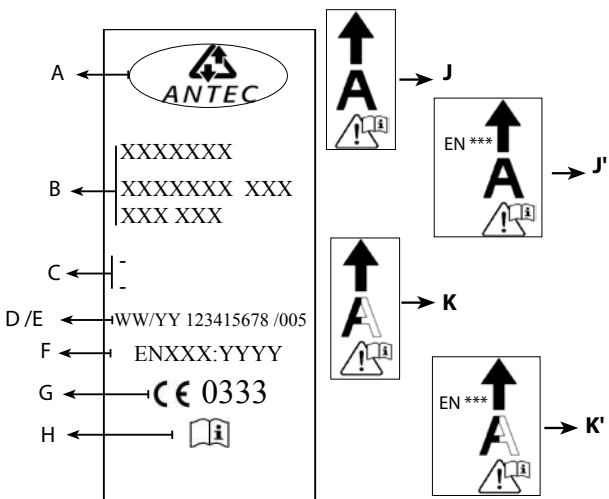 A
ANTEC
B
XXXXXXX
XXXXXXX XXX
XXX XXX
C
-
-
D /E
WW/YY 123415678 /005
F
ENXXX:YYYY
G
CE 0333
H
i
A
i
J
EN ***
A
i
J'
A
i
K
EN ***
A
i
K'